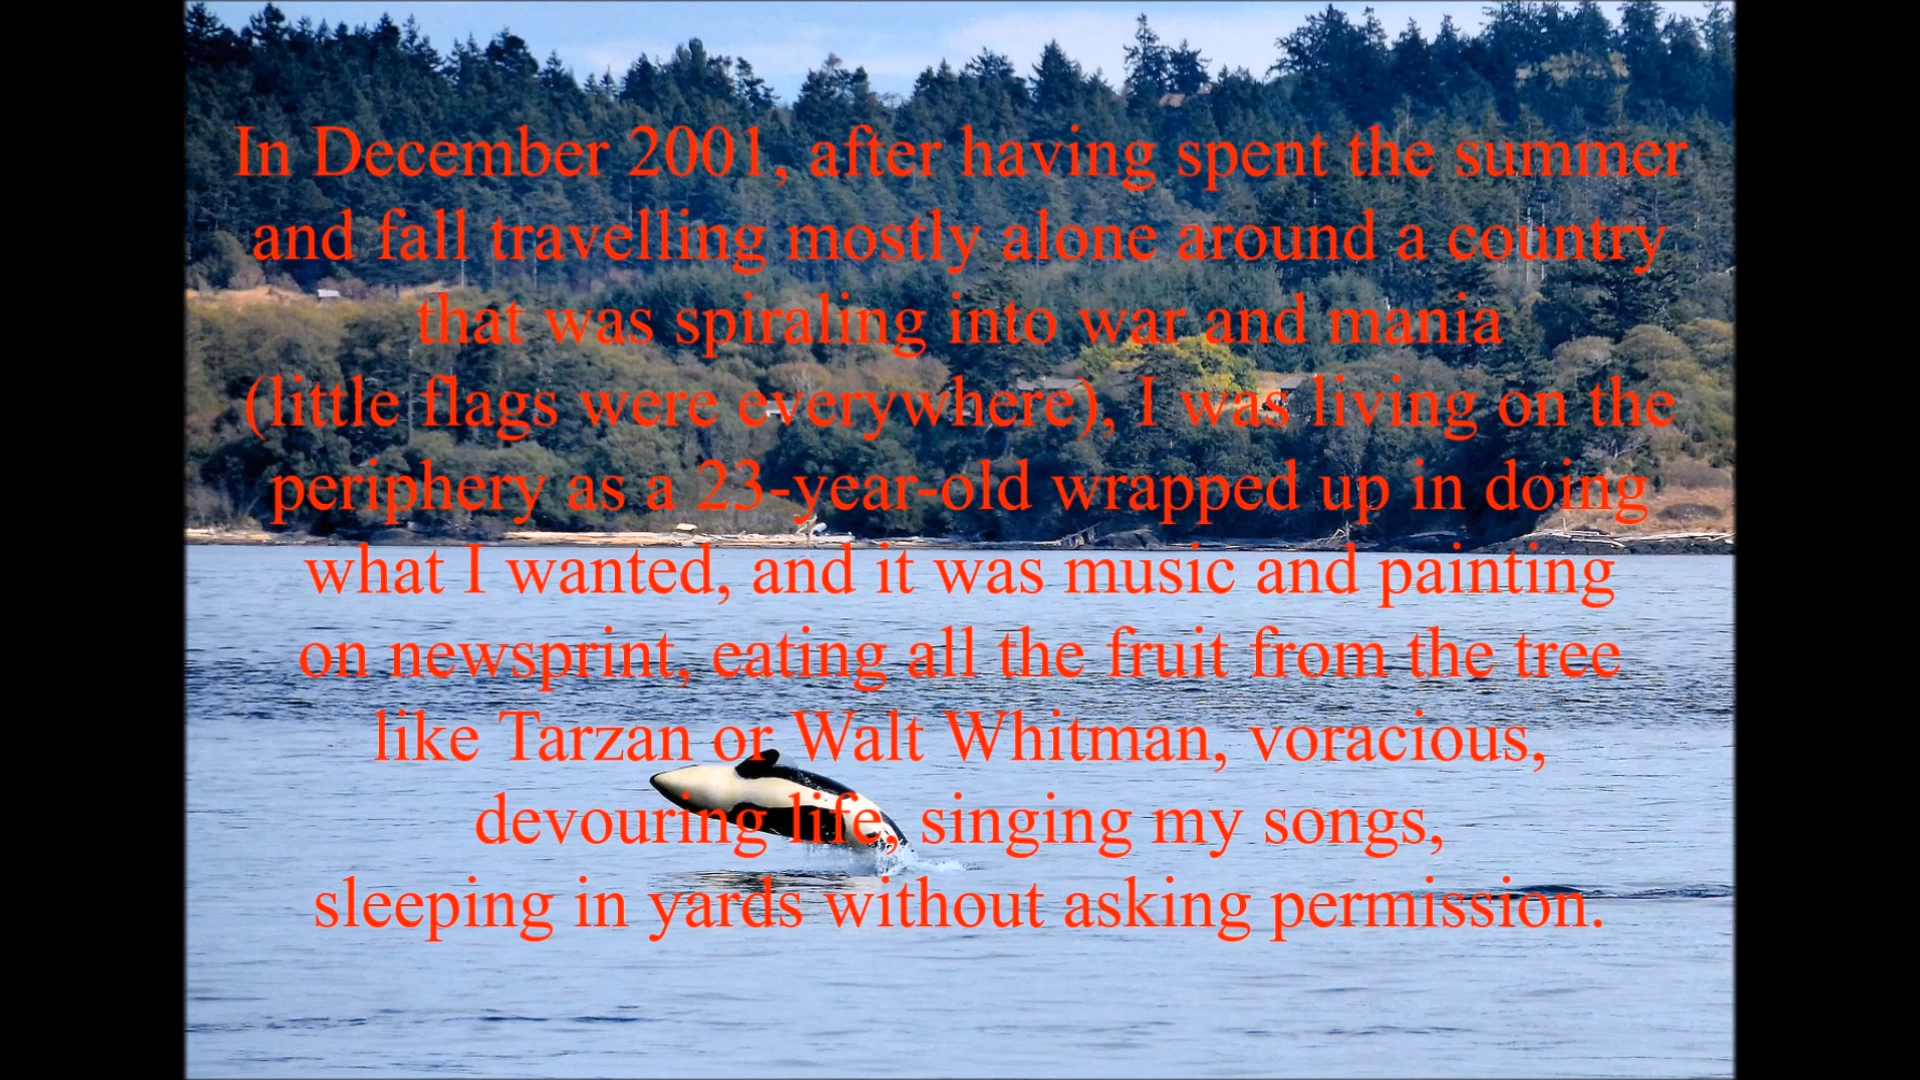 In December 2001, after having spent the summer
and fall travelling mostly alone around a country
that was spiraling into war and mania
(little flags were everywhere), I was living on the
periphery as a 23-year-old wrapped up in doing
what I wanted, and it was music and painting
on newsprint, eating all the fruit from the tree
like Tarzan or Walt Whitman, voracious,
devouring life, singing my songs,
sleeping in yards without asking permission.